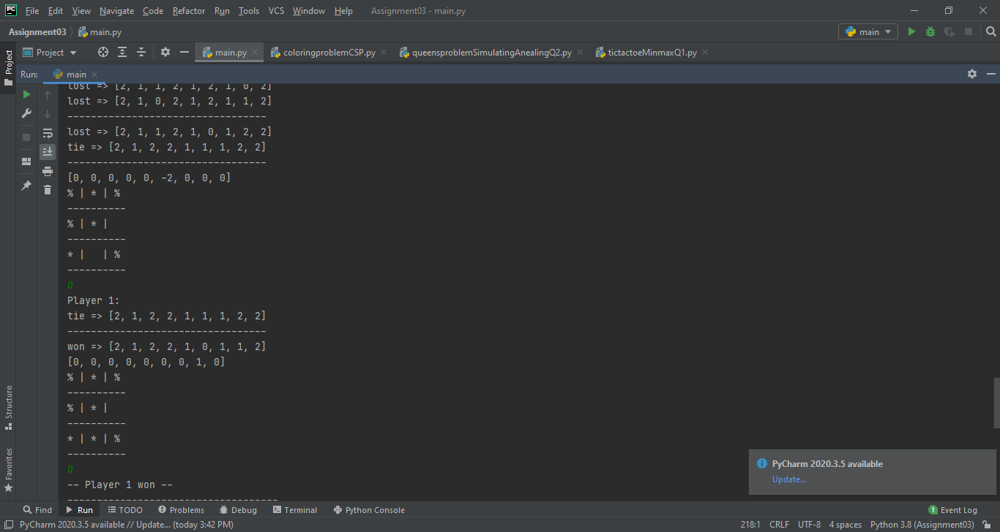 PC File Edit View Navigate Code Refactor Run Tools VCS Window Help Assignment03 - main.py
Assignment03 main.py main
Project main.py coloringproblemCSP.py queensproblemSimulatingAnealingQ2.py tictactoeMinmaxQ1.py
Project
Run: main
lost => [2, 1, 1, 2, 1, 2, 1, 0, 2]
lost => [2, 1, 0, 2, 1, 2, 1, 1, 2]
----------------------------------
lost => [2, 1, 1, 2, 1, 0, 1, 2, 2]
tie => [2, 1, 2, 2, 1, 1, 1, 2, 2]
----------------------------------
[0, 0, 0, 0, 0, -2, 0, 0, 0]
% | * | %
----------
% | * |
----------
* |   | %
----------
0
Player 1:
tie => [2, 1, 2, 2, 1, 1, 1, 2, 2]
----------------------------------
won => [2, 1, 2, 2, 1, 0, 1, 1, 2]
[0, 0, 0, 0, 0, 0, 0, 1, 0]
% | * | %
----------
% | * |
----------
* | * | %
----------
0
-- Player 1 won --
------------------------------------
Structure
Favorites
PyCharm 2020.3.5 available
Update...
Find Run TODO Problems Debug Terminal Python Console 1 Event Log
PyCharm 2020.3.5 available // Update... (today 3:42 PM) 218:1 CRLF UTF-8 4 spaces Python 3.8 (Assignment03)